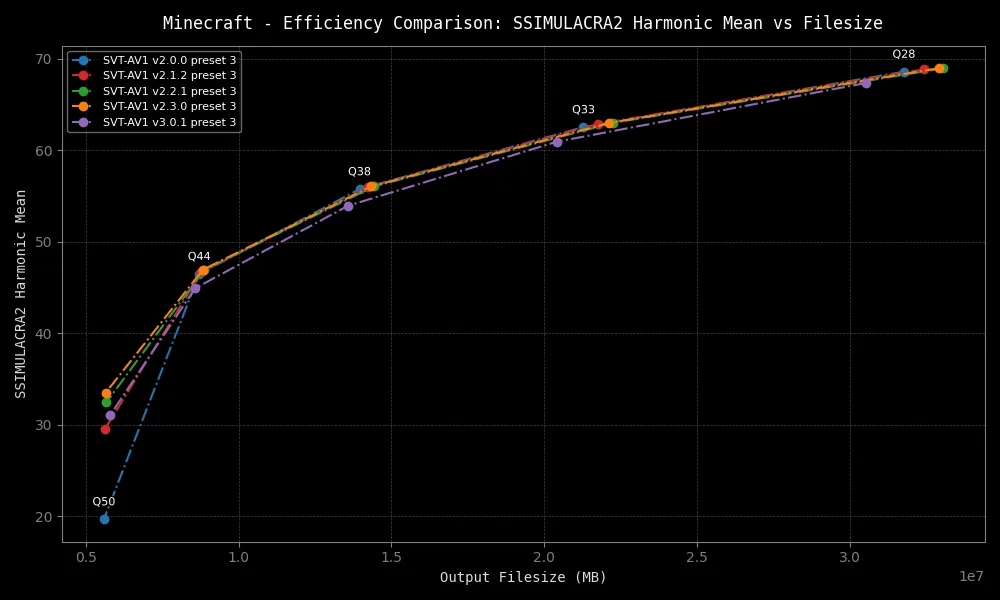 Minecraft - Efficiency Comparison: SSIMULACRA2 Harmonic Mean vs Filesize
SVT-AV1 v2.0.0 preset 3
SVT-AV1 v2.1.2 preset 3
SVT-AV1 v2.2.1 preset 3
SVT-AV1 v2.3.0 preset 3
SVT-AV1 v3.0.1 preset 3
Q28
Q33
Q38
Q44
Q50
SSIMULACRA2 Harmonic Mean
70
60
50
40
30
20
0.5 1.0 1.5 2.0 2.5 3.0
1e7
Output Filesize (MB)